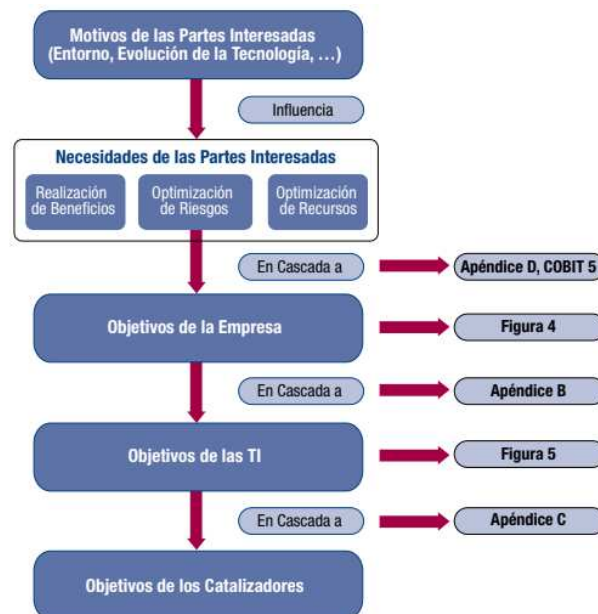 Motivos de las Partes Interesadas
(Entorno, Evolución de la Tecnología, …)
Influencia
Necesidades de las Partes Interesadas
Realización
de Beneficios
Optimización
de Riesgos
Optimización
de Recursos
En Cascada a
Apéndice D, COBIT 5
Objetivos de la Empresa
Figura 4
En Cascada a
Apéndice B
Objetivos de las TI
Figura 5
En Cascada a
Apéndice C
Objetivos de los Catalizadores